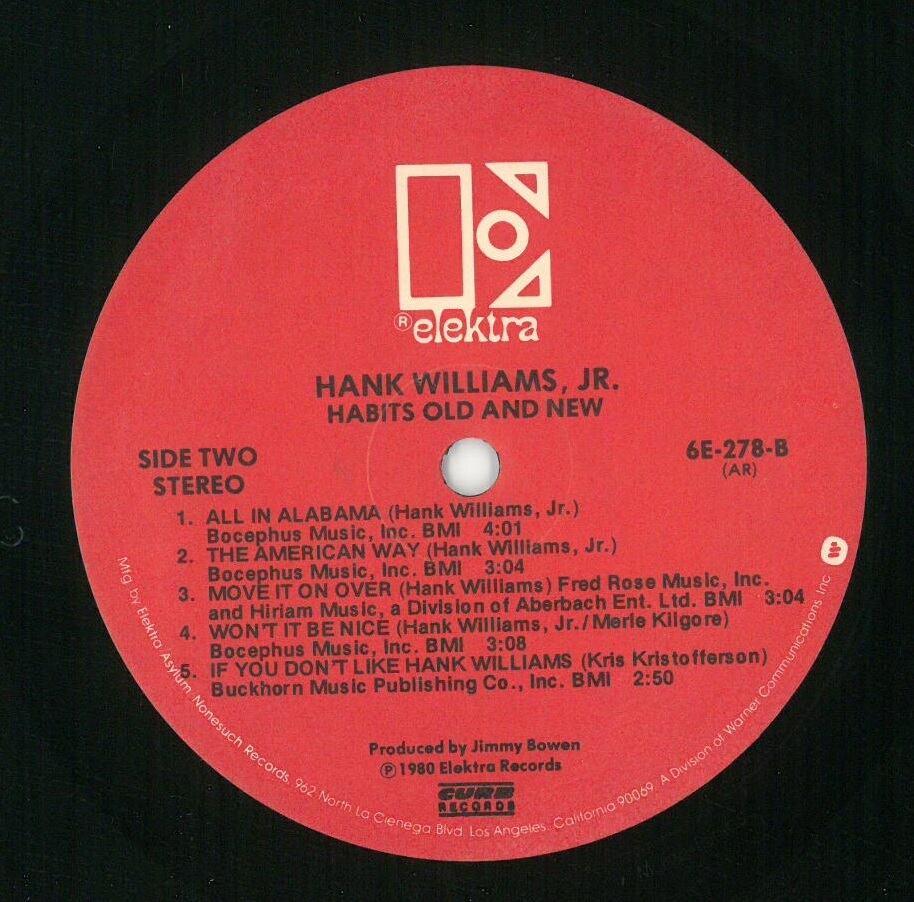 ®elektra
HANK WILLIAMS, JR.
HABITS OLD AND NEW
SIDE TWO
STEREO
6E-278-B
(AR)
1. ALL IN ALABAMA (Hank Williams, Jr.)
Bocephus Music, Inc. BMI 4:01
2. THE AMERICAN WAY (Hank Williams, Jr.)
Bocephus Music, Inc. BMI 3:04
3. MOVE IT ON OVER (Hank Williams) Fred Rose Music, Inc.
and Hiriam Music, a Division of Aberbach Ent. Ltd. BMI 3:04
4. WON'T IT BE NICE (Hank Williams, Jr./Merle Kilgore)
Bocephus Music, Inc. BMI 3:08
5. IF YOU DON'T LIKE HANK WILLIAMS (Kris Kristofferson)
Buckhorn Music Publishing Co., Inc. BMI 2:50
Produced by Jimmy Bowen
℗ 1980 Elektra Records
CURB
RECORDS
Mfg. by Elektra/Asylum/Nonesuch Records, 962 North La Cienega Blvd. Los Angeles, California 90069. A Division of Warner Communications Inc.